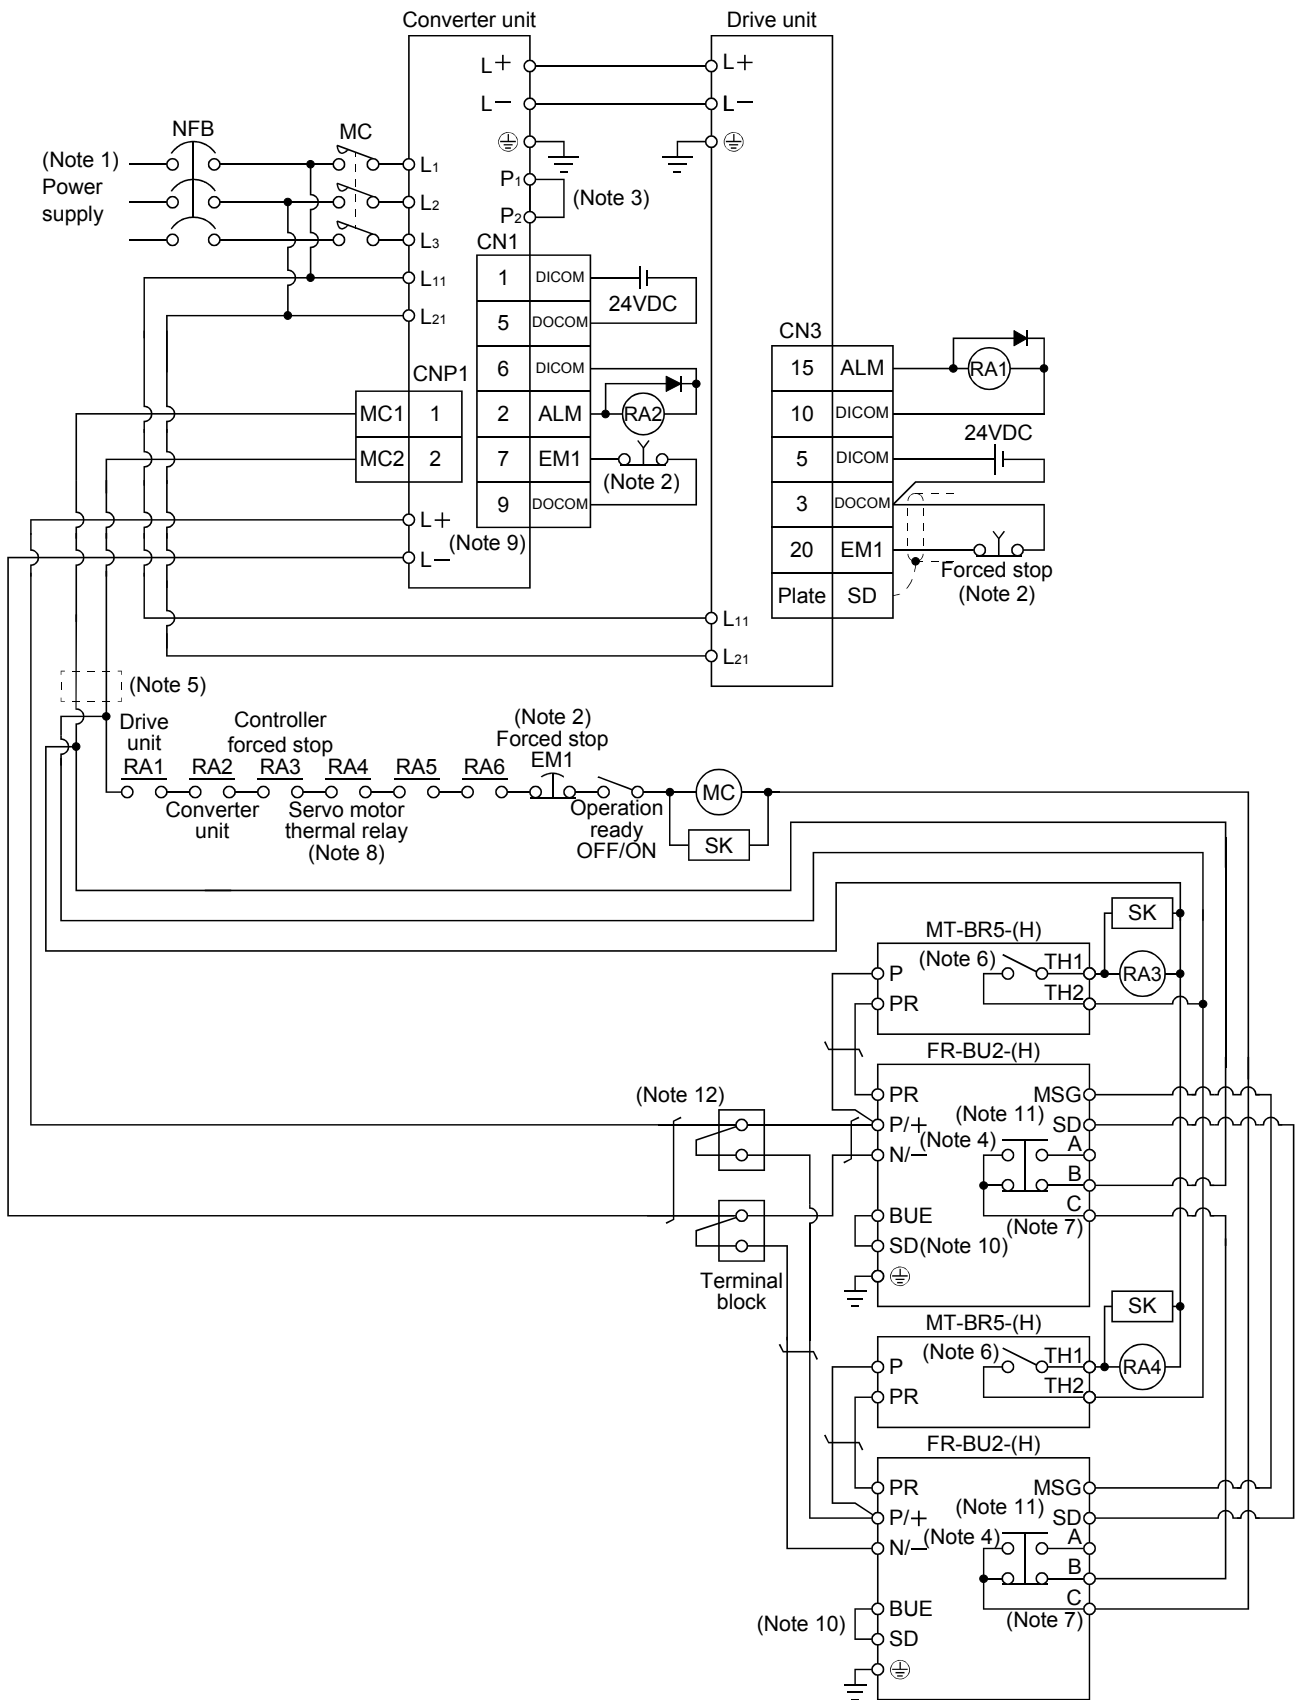 Converter unit
Drive unit
L+
L+
L−
L−
NFB
MC
(Note 1)
Power
supply
L1
L2
L3
L11
L21
P1
P2
(Note 3)
CN1
1 DICOM
5 DOCOM
6 DICOM
2 ALM
7 EM1
9 DOCOM
24VDC
RA2
(Note 2)
CNP1
MC1 1
MC2 2
L+
L−
(Note 9)
CN3
15 ALM
10 DICOM
5 DICOM
3 DOCOM
20 EM1
Plate SD
RA1
24VDC
Forced stop
(Note 2)
L11
L21
(Note 5)
Drive
unit
RA1
RA2
Converter
unit
Controller
forced stop
RA3
RA4
Servo motor
thermal relay
(Note 8)
RA5
RA6
(Note 2)
Forced stop
EM1
Operation
ready
OFF/ON
MC
SK
SK
MT-BR5-(H)
(Note 6)
P
PR
TH1
TH2
RA3
FR-BU2-(H)
PR
P/+
N/−
MSG
(Note 11)
SD
(Note 4)
A
B
C
(Note 7)
BUE
SD(Note 10)
(Note 12)
Terminal
block
SK
MT-BR5-(H)
(Note 6)
P
PR
TH1
TH2
RA4
FR-BU2-(H)
PR
P/+
N/−
MSG
(Note 11)
SD
(Note 4)
A
B
C
(Note 7)
BUE
(Note 10)
SD